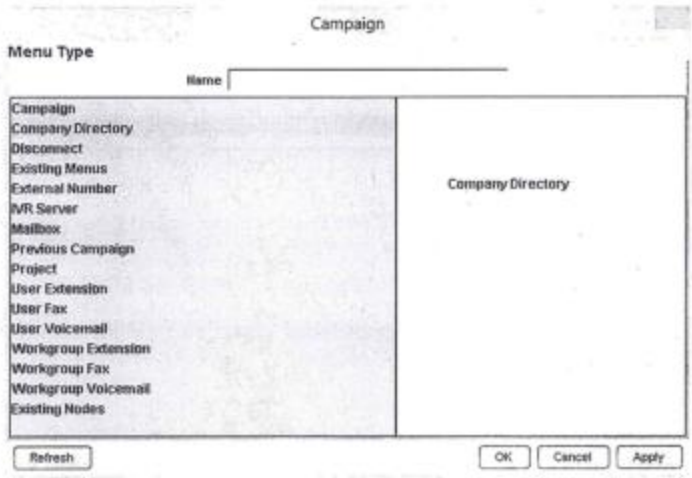 Campaign
Menu Type
Name
Campaign
Company Directory
Disconnect
Existing Menus
External Number
IVR Server
Mailbox
Previous Campaign
Project
User Extension
User Fax
User Voicemail
Workgroup Extension
Workgroup Fax
Workgroup Voicemail
Existing Nodes
Company Directory
Refresh
OK
Cancel
Apply